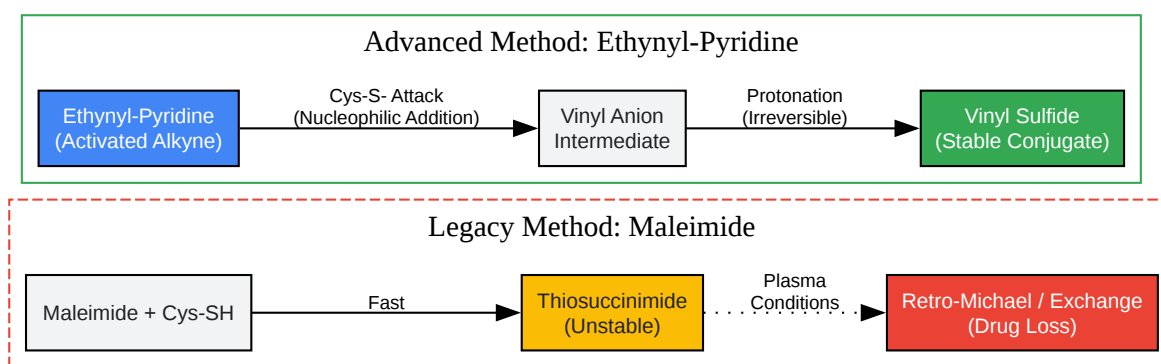 Advanced Method: Ethynyl-Pyridine
Ethynyl-Pyridine
(Activated Alkyne)
Cys-S- Attack
(Nucleophilic Addition)
Vinyl Anion
Intermediate
Protonation
(Irreversible)
Vinyl Sulfide
(Stable Conjugate)
Legacy Method: Maleimide
Maleimide + Cys-SH
Fast
Thiosuccinimide
(Unstable)
Plasma
Conditions
Retro-Michael / Exchange
(Drug Loss)